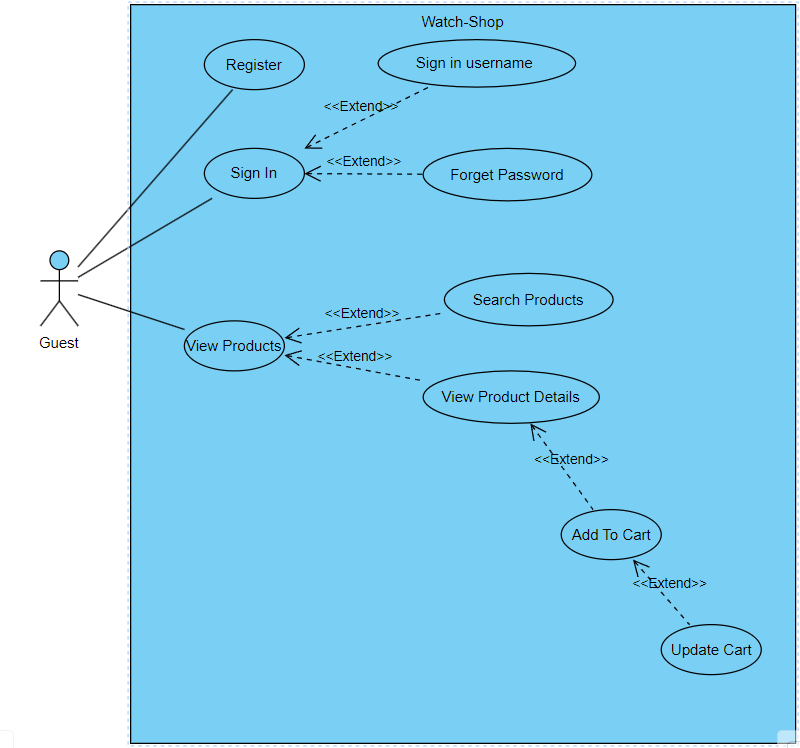 Watch-Shop
Register
Sign in username
<<Extend>>
<<Extend>>
Sign In
Forget Password
Search Products
<<Extend>>
Guest
View Products
<<Extend>>
View Product Details
<<Extend>>
Add To Cart
<<Extend>>
Update Cart